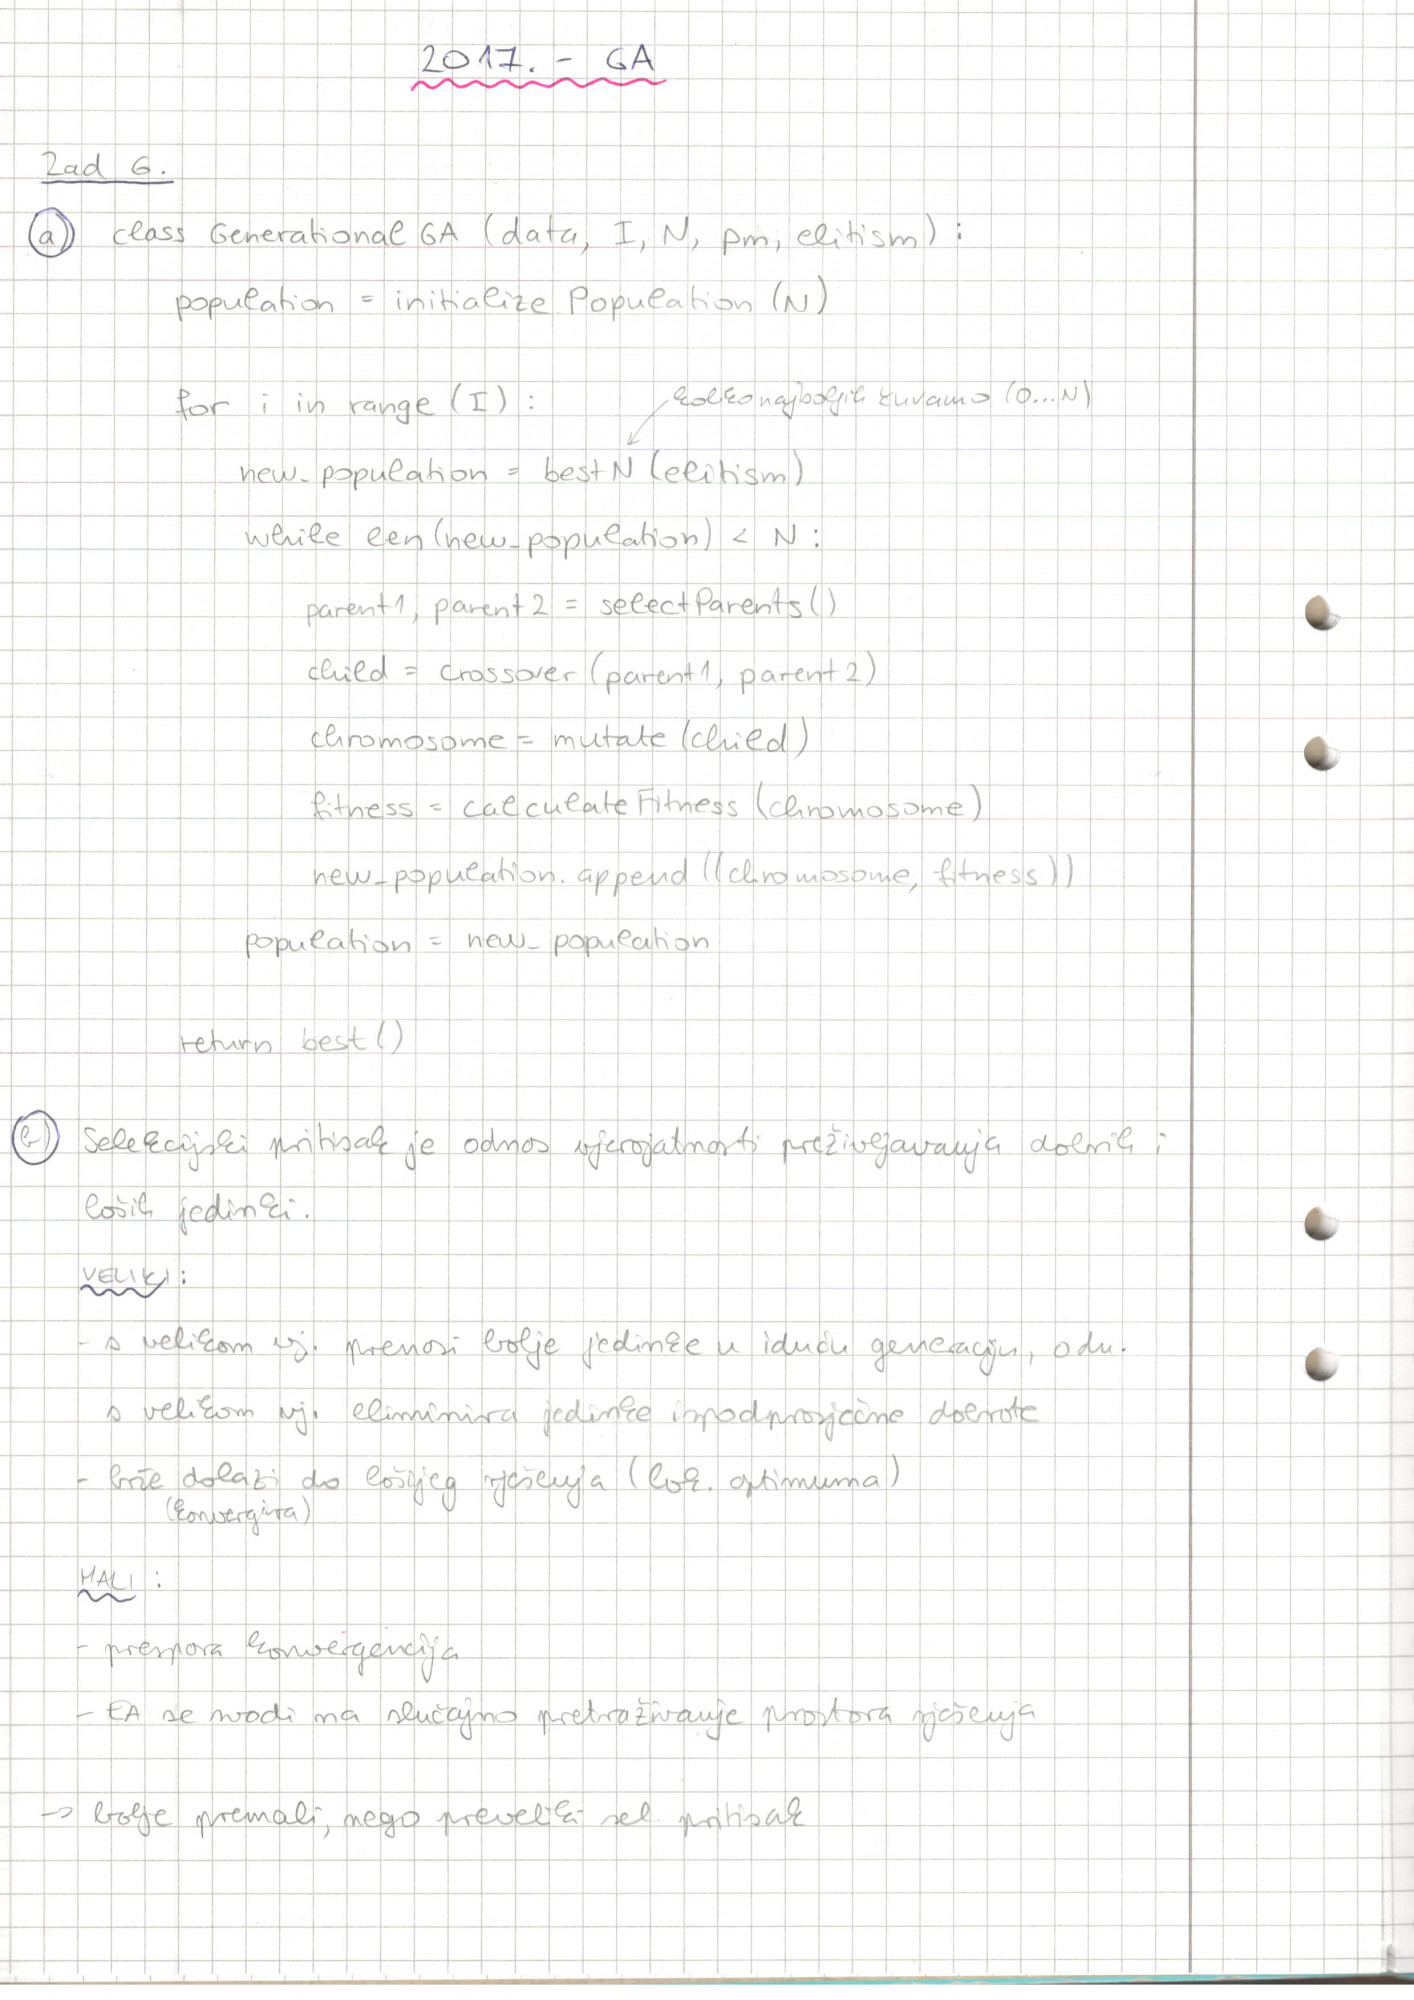 2017. - GA
Zad 6.
a) class Generational GA (data, I, N, pm, elitism):
population = initialize Population (N)
for i in range (I):
kolko najboljih čuvamo (0...N)
new_population = bestN (elitism)
while len(new_population) < N:
parent1, parent2 = selectParents()
child = crossover (parent1, parent2)
chromosome = mutate (child)
fitness = calculateFitness (chromosome)
new_population.append ((chromosome, fitness))
population = new_population
return best()
b) Selekcijski pritisak je odnos vjerojatnosti preživljavanja dobrih i
loših jedinki.
VELIKI:
- s velikom vj. prenosi bolje jedinke u iduću generaciju, odn.
s velikom vj. eliminira jedinke ispodprosječne dobrote
- brže dolazi do lošijeg rješenja (lok. optimuma)
(konvergira)
MALI:
- prespora konvergencija
- EA se svodi na slučajno pretraživanje prostora rješenja
→ bolje premali, nego preveliki sel. pritisak